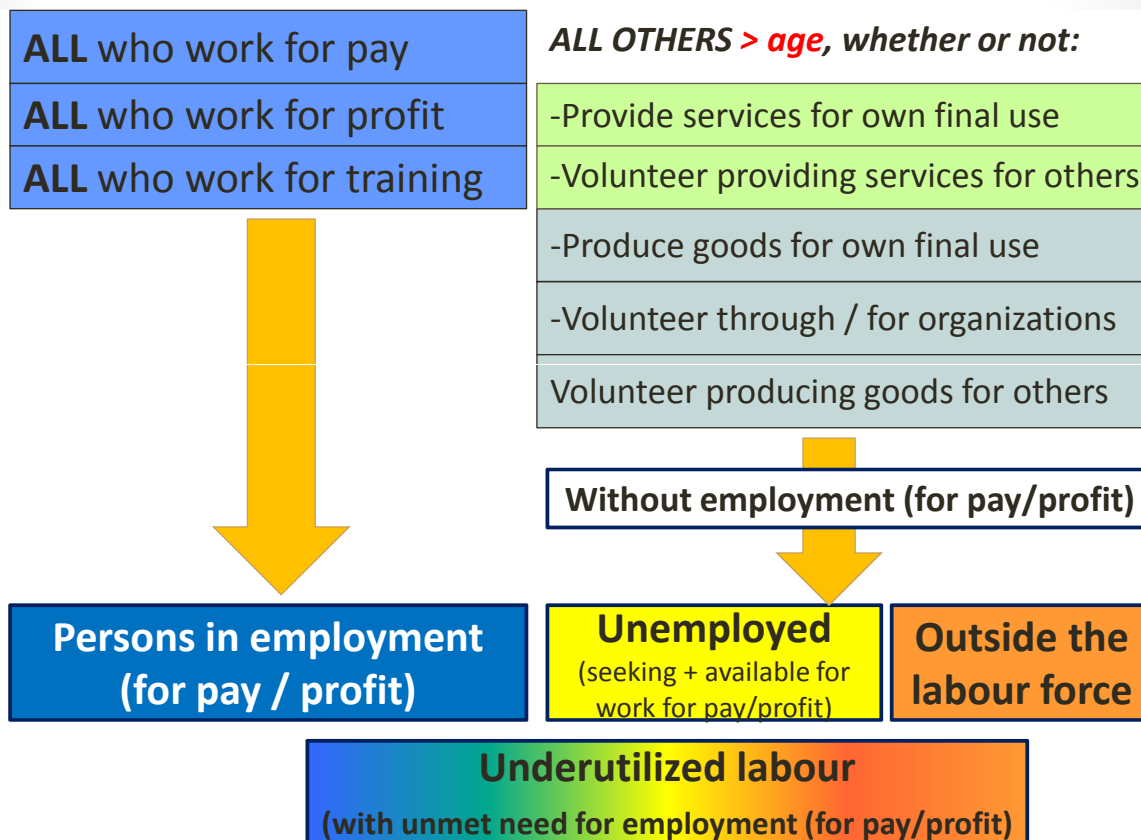 ALL who work for pay
ALL who work for profit
ALL who work for training
ALL OTHERS > age, whether or not:
-Provide services for own final use
-Volunteer providing services for others
-Produce goods for own final use
-Volunteer through / for organizations
Volunteer producing goods for others
Without employment (for pay/profit)
Persons in employment
(for pay / profit)
Unemployed
(seeking + available for
work for pay/profit)
Outside the
labour force
Underutilized labour
(with unmet need for employment (for pay/profit)